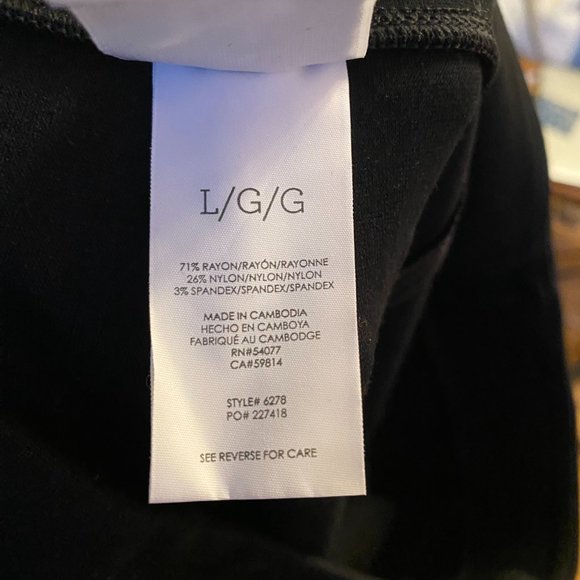 L/G/G
71% RAYON/RAYÓN/RAYONNE
26% NYLON/NYLON/NYLON
3% SPANDEX/SPANDEX/SPANDEX
MADE IN CAMBODIA
HECHO EN CAMBOYA
FABRIQUÉ AU CAMBODGE
RN#54077
CA#59814
STYLE# 6278
PO# 227418
SEE REVERSE FOR CARE